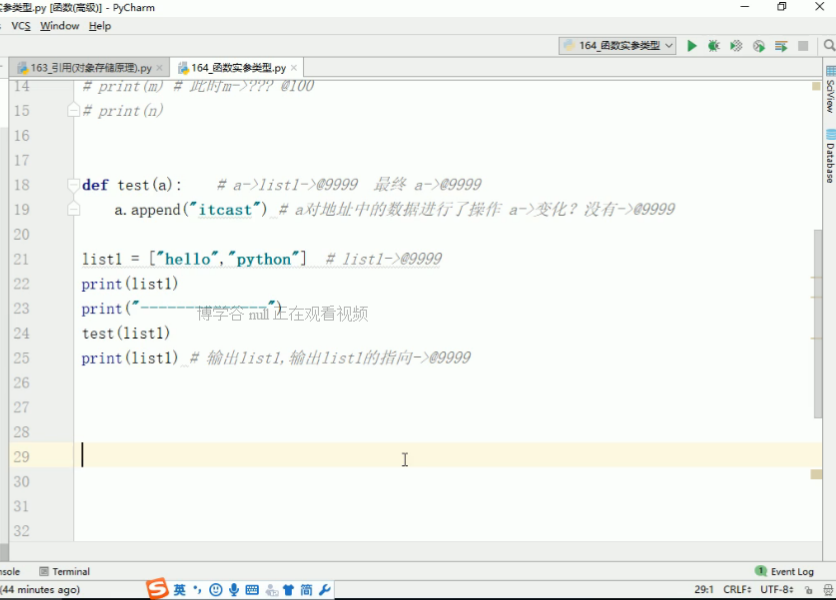 实参类型.py [函数(高级)] - PyCharm
VCS Window Help
164_函数实参类型
163_引用(对象存储原理).py
164_函数实参类型.py
14 # print(m) # 此时m->??? @100
15 # print(n)
16
17
18 def test(a): # a->list1->@9999 最终 a->@9999
19 a.append("itcast") # a对地址中的数据进行了操作 a->变化？没有->@9999
20
21 list1 = ["hello","python"] # list1->@9999
22 print(list1)
23 print("---------------")
博学谷 null 正在观看视频
24 test(list1)
25 print(list1) # 输出list1,输出list1的指向->@9999
26
27
28
29
30
31
32
SciView
Database
nsole Terminal
1 Event Log
(44 minutes ago)
英 简
29:1 CRLF UTF-8